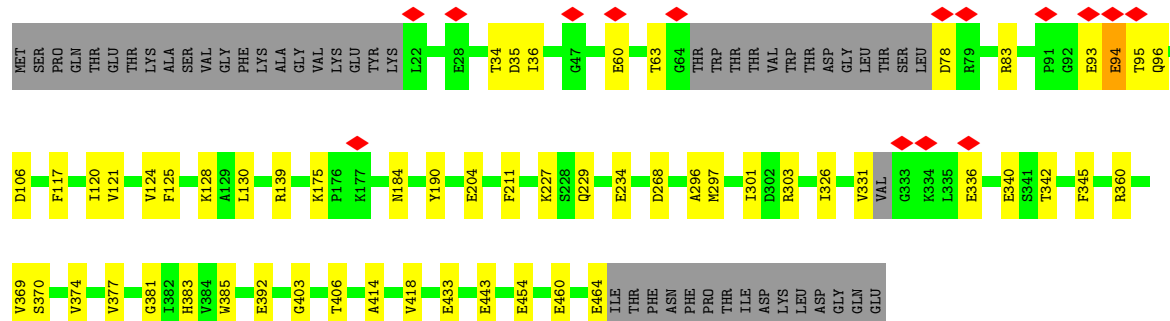 MET SER PRO GLN THR GLU THR LYS ALA SER VAL GLY PHE LYS ALA GLY VAL LYS GLU TYR LYS L22 E28 T34 D35 I36 G47 E60 T63 G64 THR TRP THR THR VAL TRP THR ASP GLY LEU THR SER LEU D78 R79 R83 P91 G92 E93 E94 T95 Q96
D106 F117 I120 V121 V124 F125 K128 A129 L130 R139 K175 P176 K177 N184 Y190 E204 F211 K227 S228 Q229 E234 D268 A296 M297 I301 D302 R303 I326 V331 VAL G333 K334 L335 E336 E340 S341 T342 F345 R360
V369 S370 V374 V377 G381 I382 H383 V384 W385 E392 G403 T406 A414 V418 E433 E443 E454 E460 E464 ILE THR PHE ASN PHE PRO THR ILE ASP LYS LEU ASP GLY GLN GLU